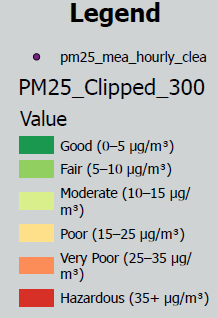 Legend
pm25_mea_hourly_clea
PM25_Clipped_300
Value
Good (0–5 µg/m³)
Fair (5–10 µg/m³)
Moderate (10–15 µg/
m³)
Poor (15–25 µg/m³)
Very Poor (25–35 µg/
m³)
Hazardous (35+ µg/m³)